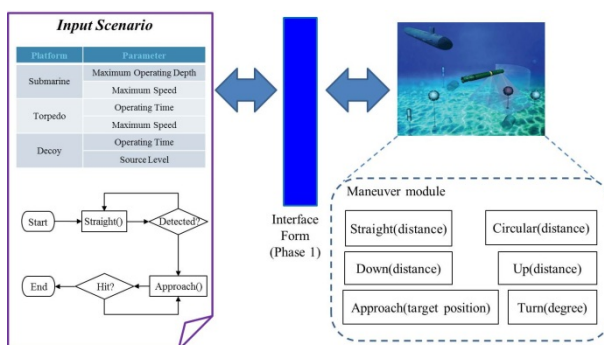 Input Scenario
Platform Parameter
Submarine
Maximum Operating Depth
Maximum Speed
Torpedo
Operating Time
Maximum Speed
Decoy
Operating Time
Source Level
Start
Straight()
Detected?
End
Hit?
Approach()
Interface
Form
(Phase 1)
Maneuver module
Straight(distance) Circular(distance)
Down(distance) Up(distance)
Approach(target position) Turn(degree)